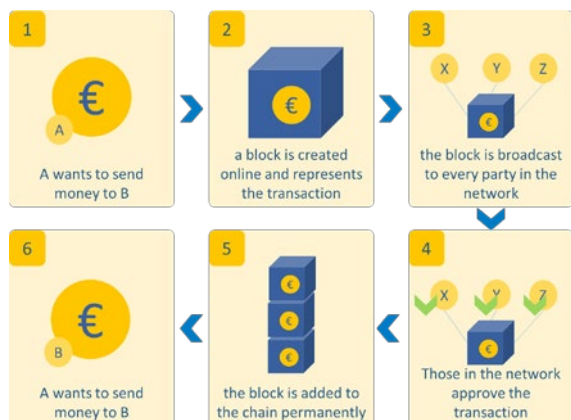 1
€
A
A wants to send
money to B
2
€
a block is created
online and represents
the transaction
3
X Y Z
€
the block is broadcast
to every party in the
network
4
X Y Z
€
Those in the network
approve the
transaction
5
€
€
€
the block is added to
the chain permanently
6
€
B
A wants to send
money to B